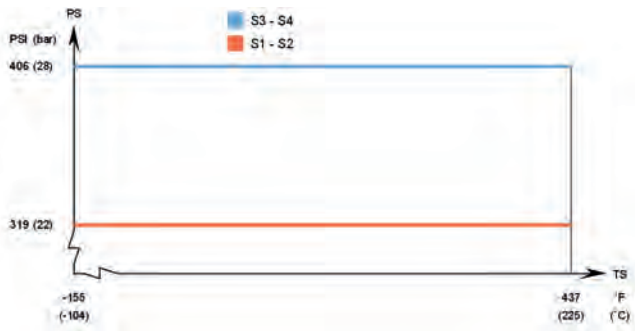 PS
S3 - S4
S1 - S2
PSI (bar)
406 (28)
319 (22)
TS
-155
437
°F
(-104)
(225)
(°C)